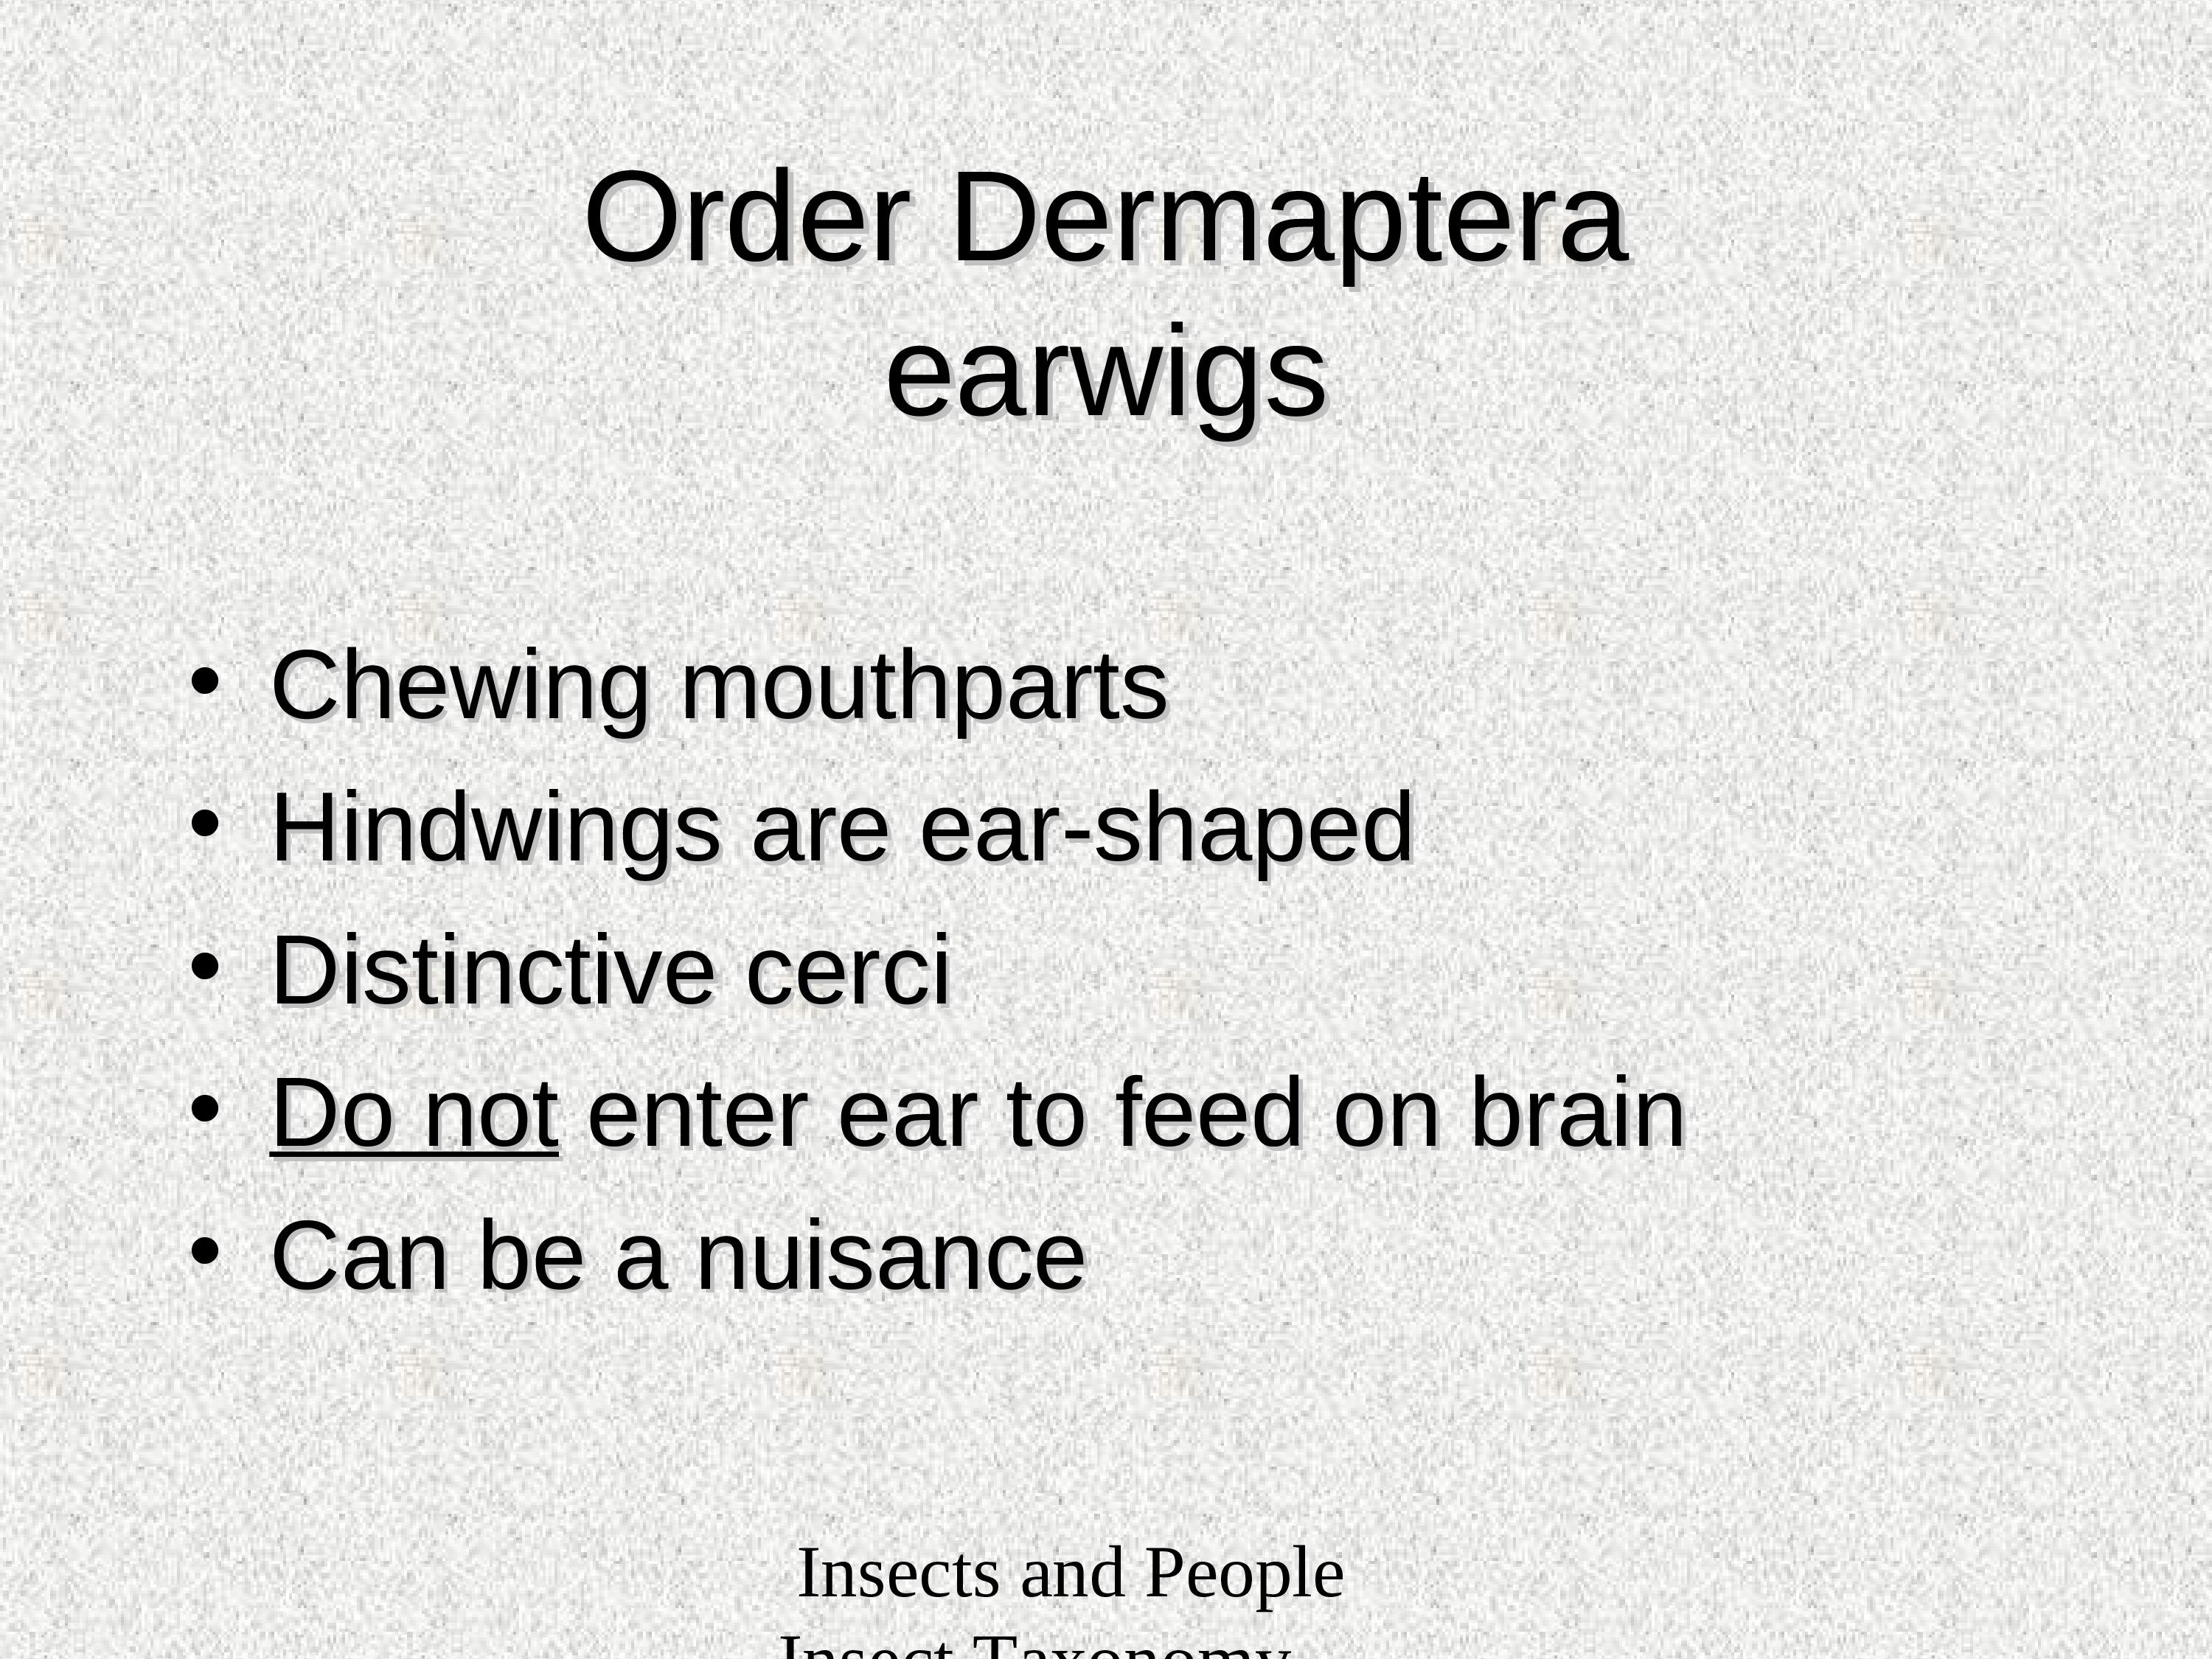 Order Dermaptera
earwigs
• Chewing mouthparts
• Hindwings are ear-shaped
• Distinctive cerci
• Do not enter ear to feed on brain
• Can be a nuisance
Insects and People
Insect Taxonomy